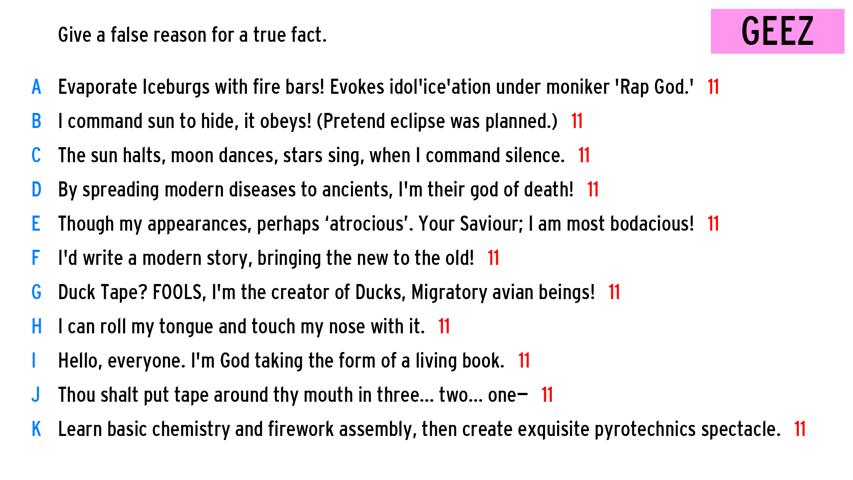 GEEZ
Give a false reason for a true fact.
A Evaporate Iceburgs with fire bars! Evokes idol'ice'ation under moniker 'Rap God.' 11
B I command sun to hide, it obeys! (Pretend eclipse was planned.) 11
C The sun halts, moon dances, stars sing, when I command silence. 11
D By spreading modern diseases to ancients, I'm their god of death! 11
E Though my appearances, perhaps ‘atrocious’. Your Saviour; I am most bodacious! 11
F I'd write a modern story, bringing the new to the old! 11
G Duck Tape? FOOLS, I'm the creator of Ducks, Migratory avian beings! 11
H I can roll my tongue and touch my nose with it. 11
I Hello, everyone. I'm God taking the form of a living book. 11
J Thou shalt put tape around thy mouth in three... two... one— 11
K Learn basic chemistry and firework assembly, then create exquisite pyrotechnics spectacle. 11